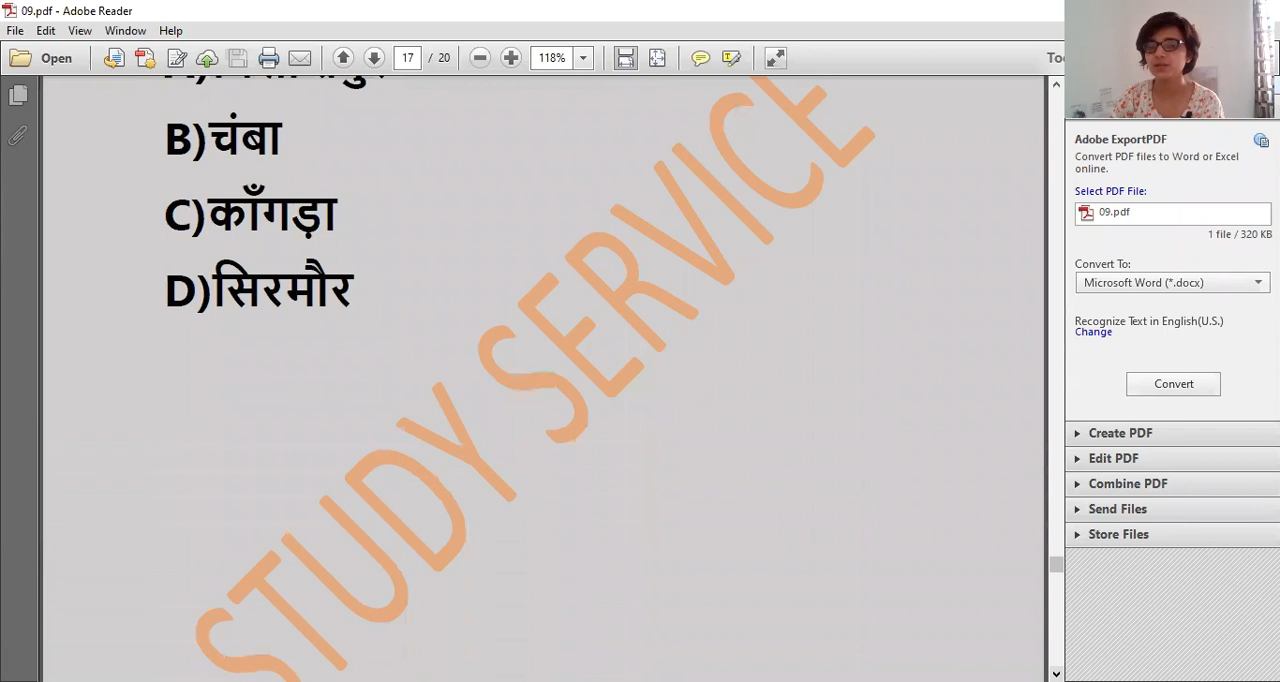 09.pdf - Adobe Reader
File Edit View Window Help
Open 17 / 20 118%
B)चंबा
C)काँगड़ा
D)सिरमौर
STUDY SERVICE
Adobe ExportPDF
Convert PDF files to Word or Excel
online.
Select PDF File:
09.pdf
1 file / 320 KB
Convert To:
Microsoft Word (*.docx)
Recognize Text in English(U.S.)
Change
Convert
Create PDF
Edit PDF
Combine PDF
Send Files
Store Files